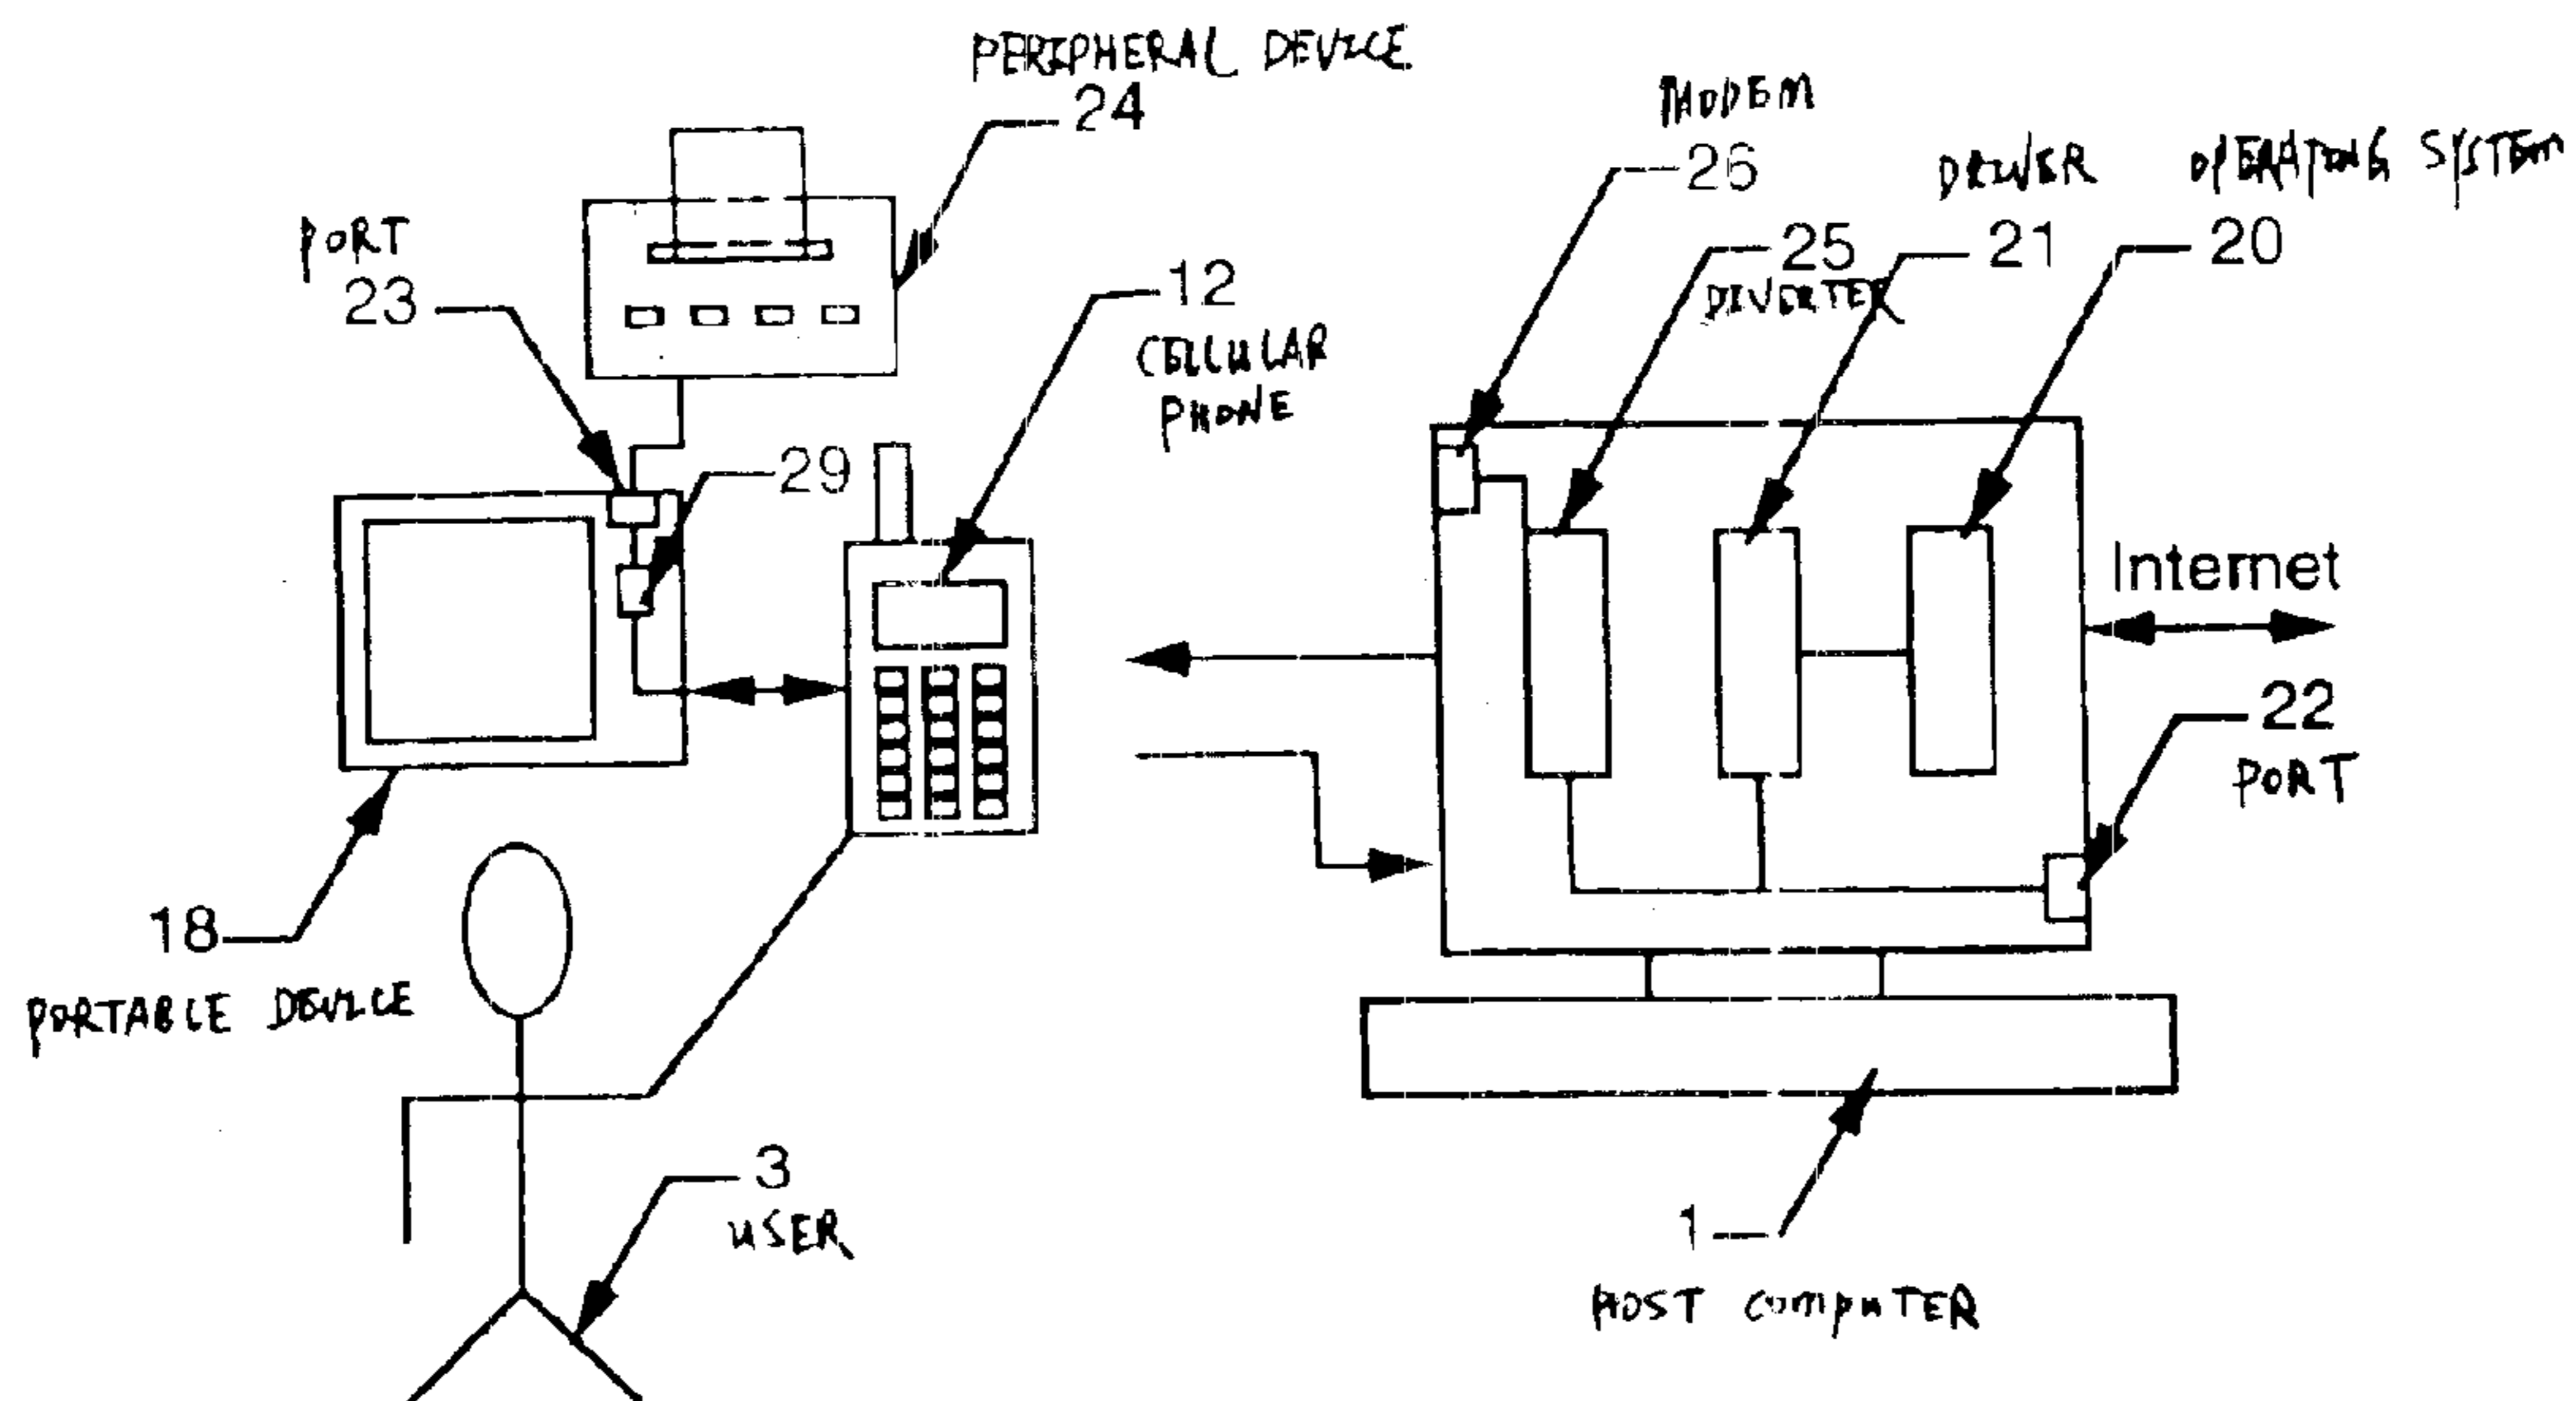 PERIPHERAL DEVICE
24
MODEM
26
DRIVER
21
OPERATING SYSTEM
20
PORT
23
25
DIVERTER
12
CELLULAR
PHONE
29
Internet
22
PORT
18
PORTABLE DEVICE
3
USER
1
HOST COMPUTER